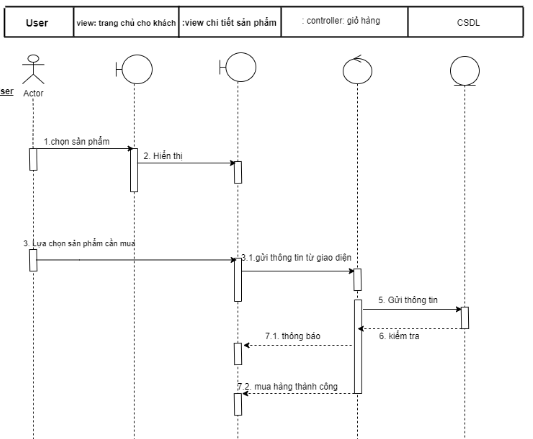 User
view: trang chủ cho khách
:view chi tiết sản phẩm
: controller: giỏ hàng
CSDL
ser
Actor
1.chọn sản phẩm
2. Hiển thị
3. Lựa chọn sản phẩm cần mua
3.1.gửi thông tin từ giao diện
5. Gửi thông tin
6. kiểm tra
7.1. thông báo
7.2. mua hàng thành công